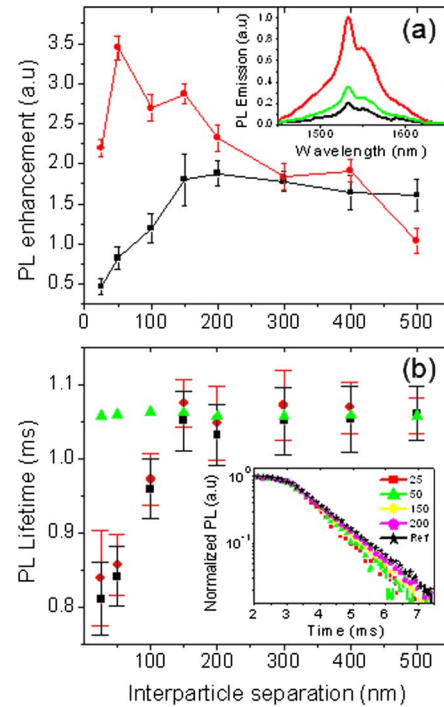 (a)
PL enhancement (a.u)
3.5
3.0
2.5
2.0
1.5
1.0
0.5
0 100 200 300 400 500
PL Emission (a.u)
1.0
0.8
0.6
0.4
0.2
0.0
1500 1600
Wavelength (nm)
(b)
PL Lifetime (ms)
1.1
1.0
0.9
0.8
100 200 300 400 500
Interparticle separation (nm)
Normalized PL (a.u)
10⁰
10⁻¹
25
50
150
200
Ref
2 3 4 5 6 7
Time (ms)